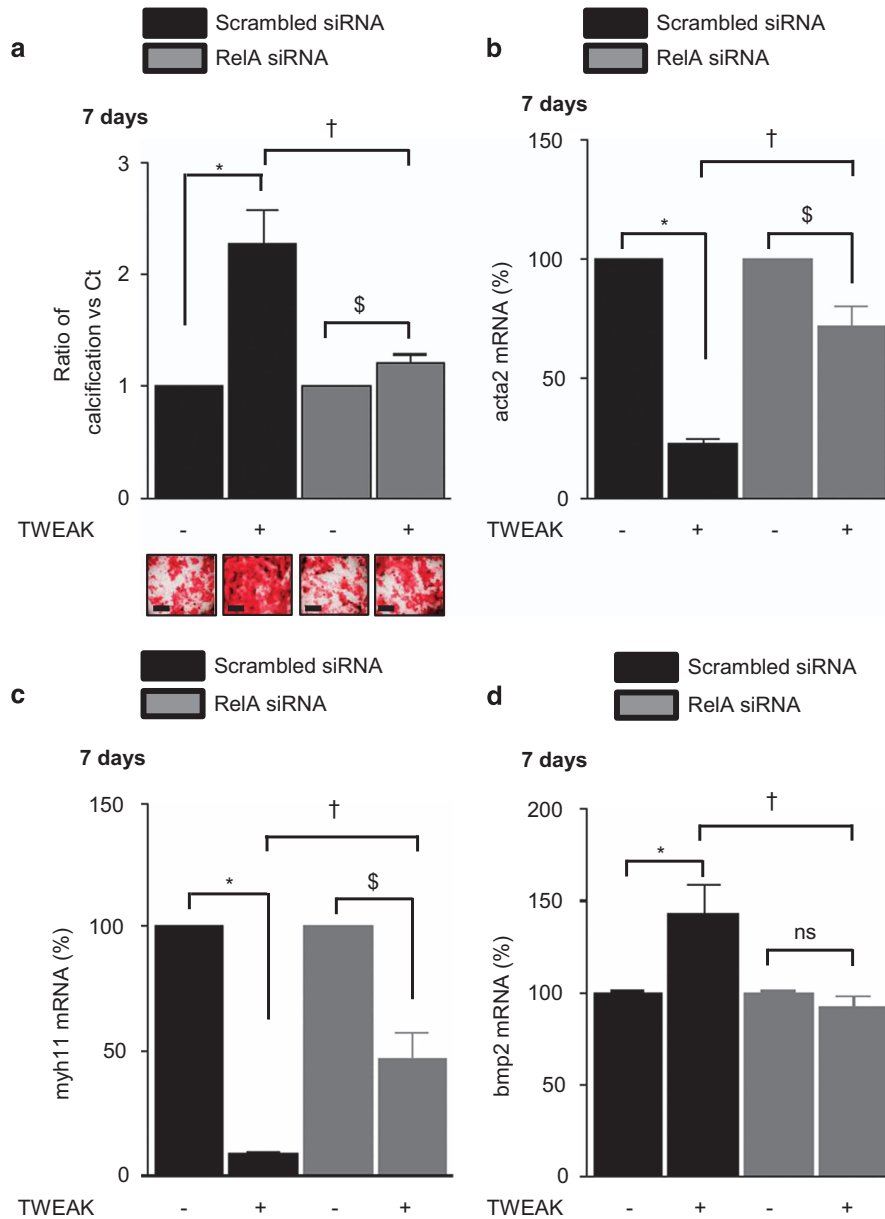 a
Scrambled siRNA
RelA siRNA
7 days
Ratio of
calcification vs Ct
3
2
1
0
*
†
$
TWEAK - + - +
b
Scrambled siRNA
RelA siRNA
7 days
acta2 mRNA (%)
150
100
50
0
*
†
$
TWEAK - + - +
c
Scrambled siRNA
RelA siRNA
7 days
myh11 mRNA (%)
150
100
50
0
*
†
$
TWEAK - + - +
d
Scrambled siRNA
RelA siRNA
7 days
bmp2 mRNA (%)
200
150
100
50
0
*
†
ns
TWEAK - + - +